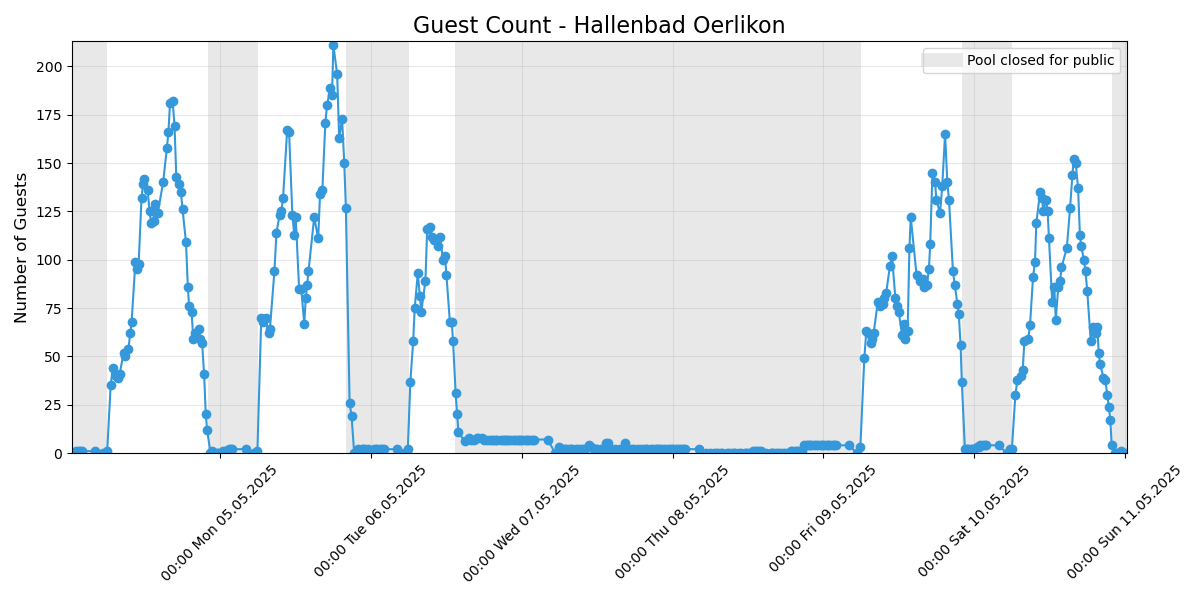 Guest Count - Hallenbad Oerlikon
Pool closed for public
Number of Guests
200
175
150
125
100
75
50
25
0
00:00 Mon 05.05.2025
00:00 Tue 06.05.2025
00:00 Wed 07.05.2025
00:00 Thu 08.05.2025
00:00 Fri 09.05.2025
00:00 Sat 10.05.2025
00:00 Sun 11.05.2025